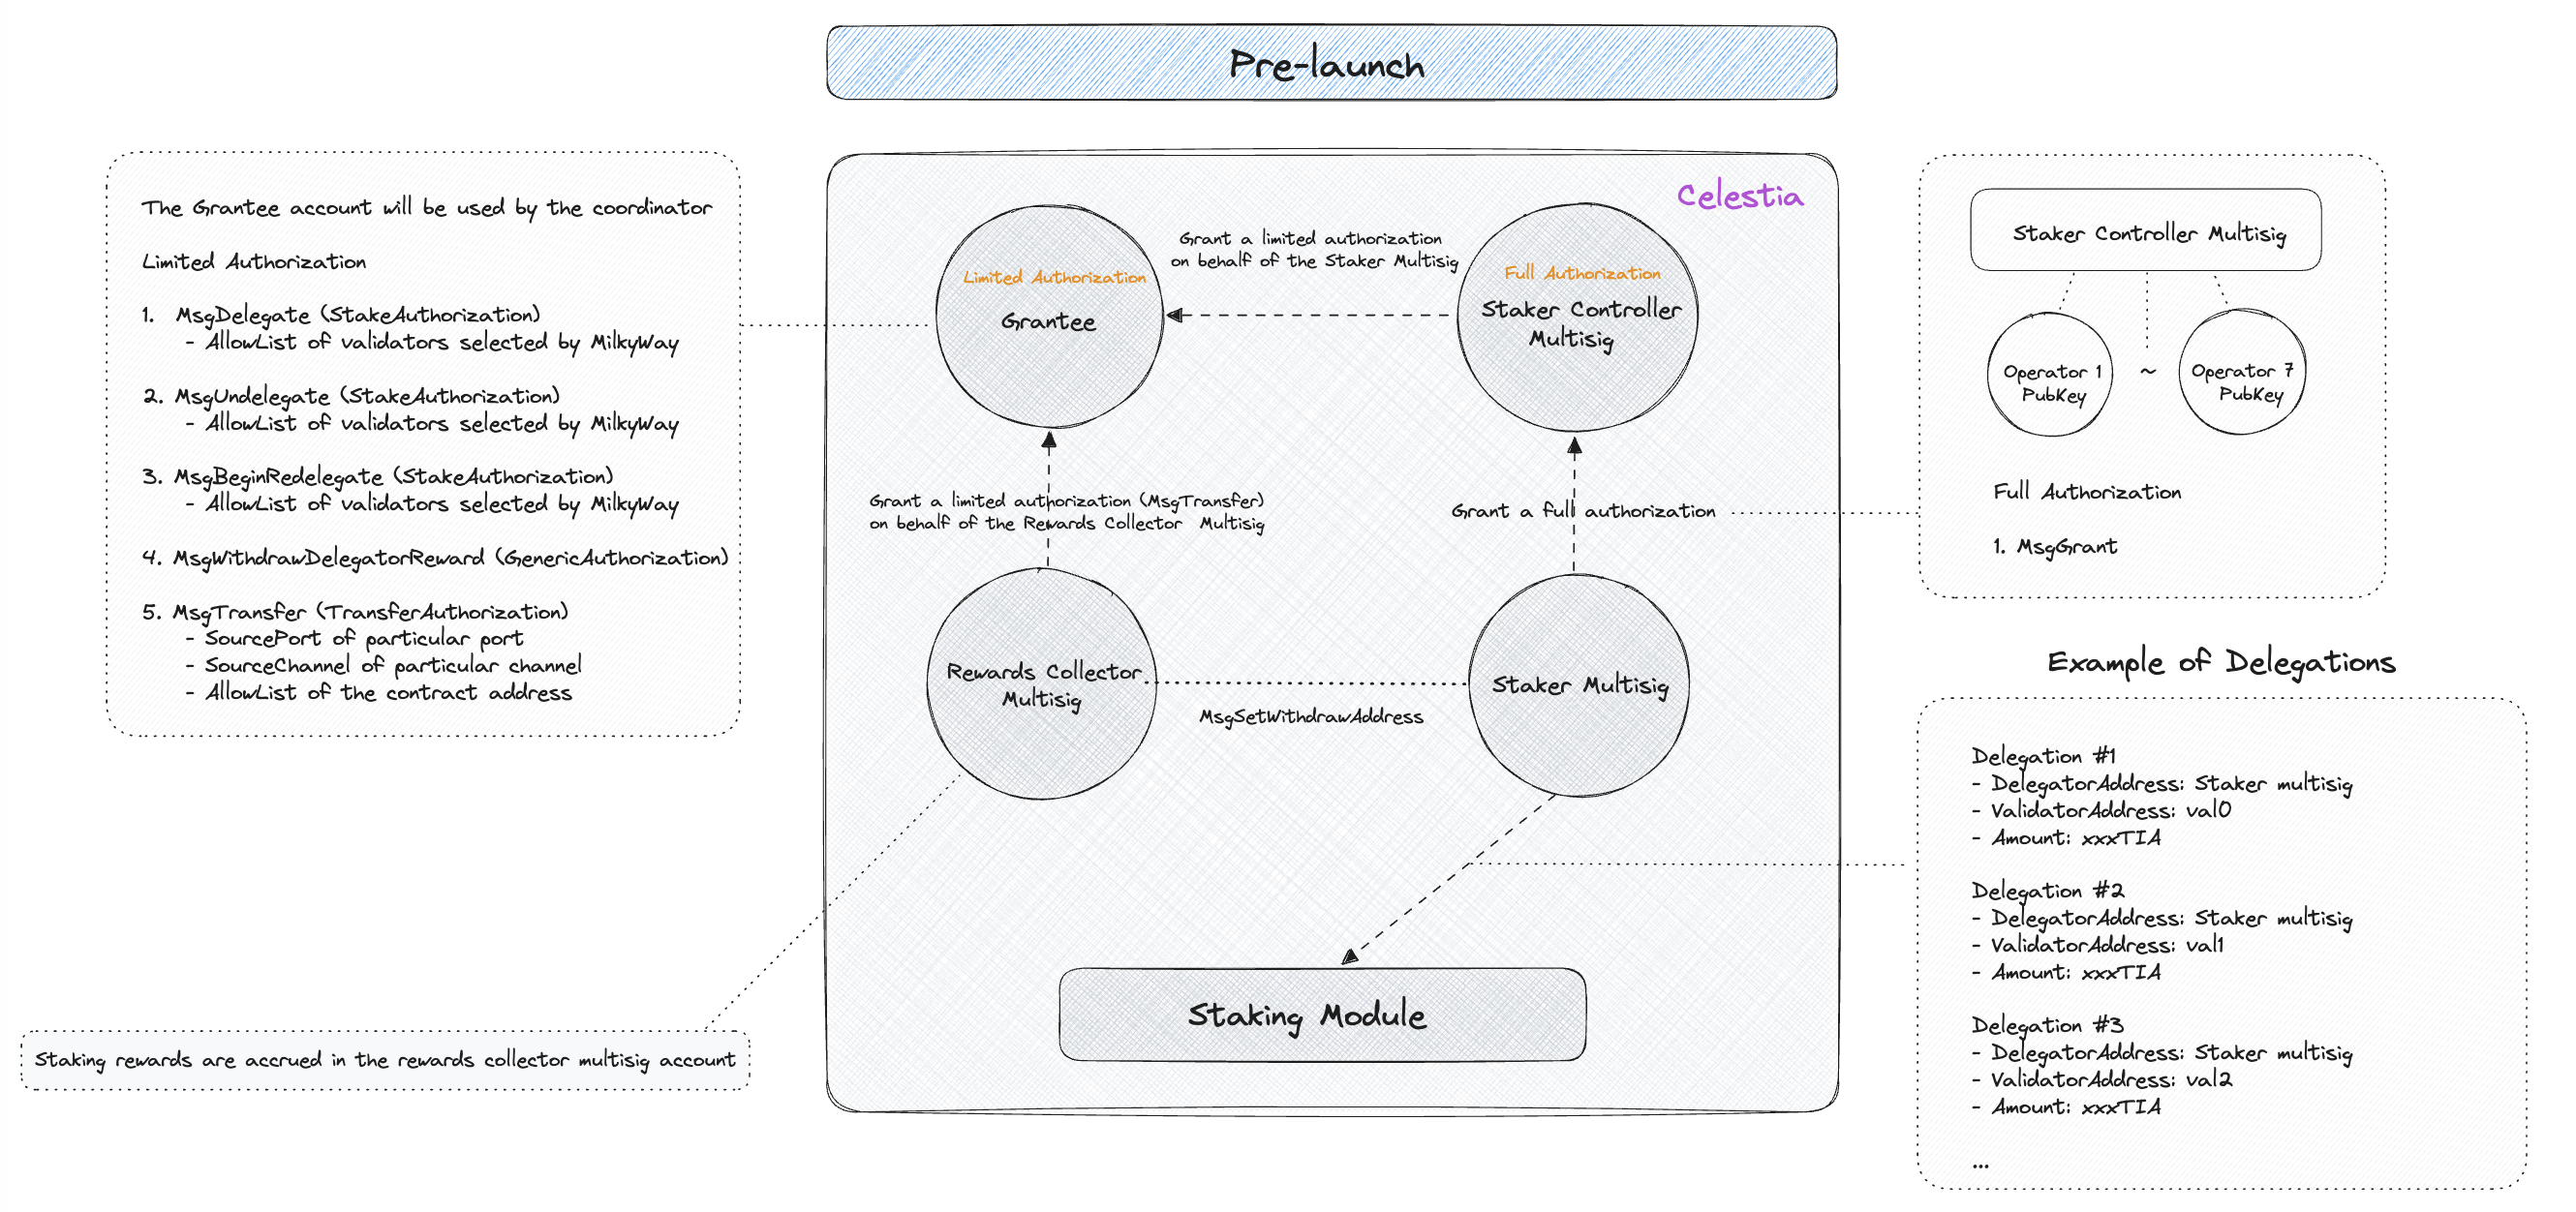 Pre-launch
The Grantee account will be used by the coordinator
Limited Authorization
1. MsgDelegate (StakeAuthorization)
- AllowList of validators selected by MilkyWay
2. MsgUndelegate (StakeAuthorization)
- AllowList of validators selected by MilkyWay
3. MsgBeginRedelegate (StakeAuthorization)
- AllowList of validators selected by MilkyWay
4. MsgWithdrawDelegatorReward (GenericAuthorization)
5. MsgTransfer (TransferAuthorization)
- SourcePort of particular port
- SourceChannel of particular channel
- AllowList of the contract address
Staking rewards are accrued in the rewards collector multisig account
Celestia
Limited Authorization
Grantee
Grant a limited authorization
on behalf of the Staker Multisig
Full Authorization
Staker Controller
Multisig
Grant a limited authorization (MsgTransfer)
on behalf of the Rewards Collector Multisig
Grant a full authorization
Rewards Collector
Multisig
MsgSetWithdrawAddress
Staker Multisig
Staking Module
Staker Controller Multisig
Operator 1
PubKey
~
Operator 7
PubKey
Full Authorization
1. MsgGrant
Example of Delegations
Delegation #1
- DelegatorAddress: Staker multisig
- ValidatorAddress: val0
- Amount: xxxTIA
Delegation #2
- DelegatorAddress: Staker multisig
- ValidatorAddress: val1
- Amount: xxxTIA
Delegation #3
- DelegatorAddress: Staker multisig
- ValidatorAddress: val2
- Amount: xxxTIA
...